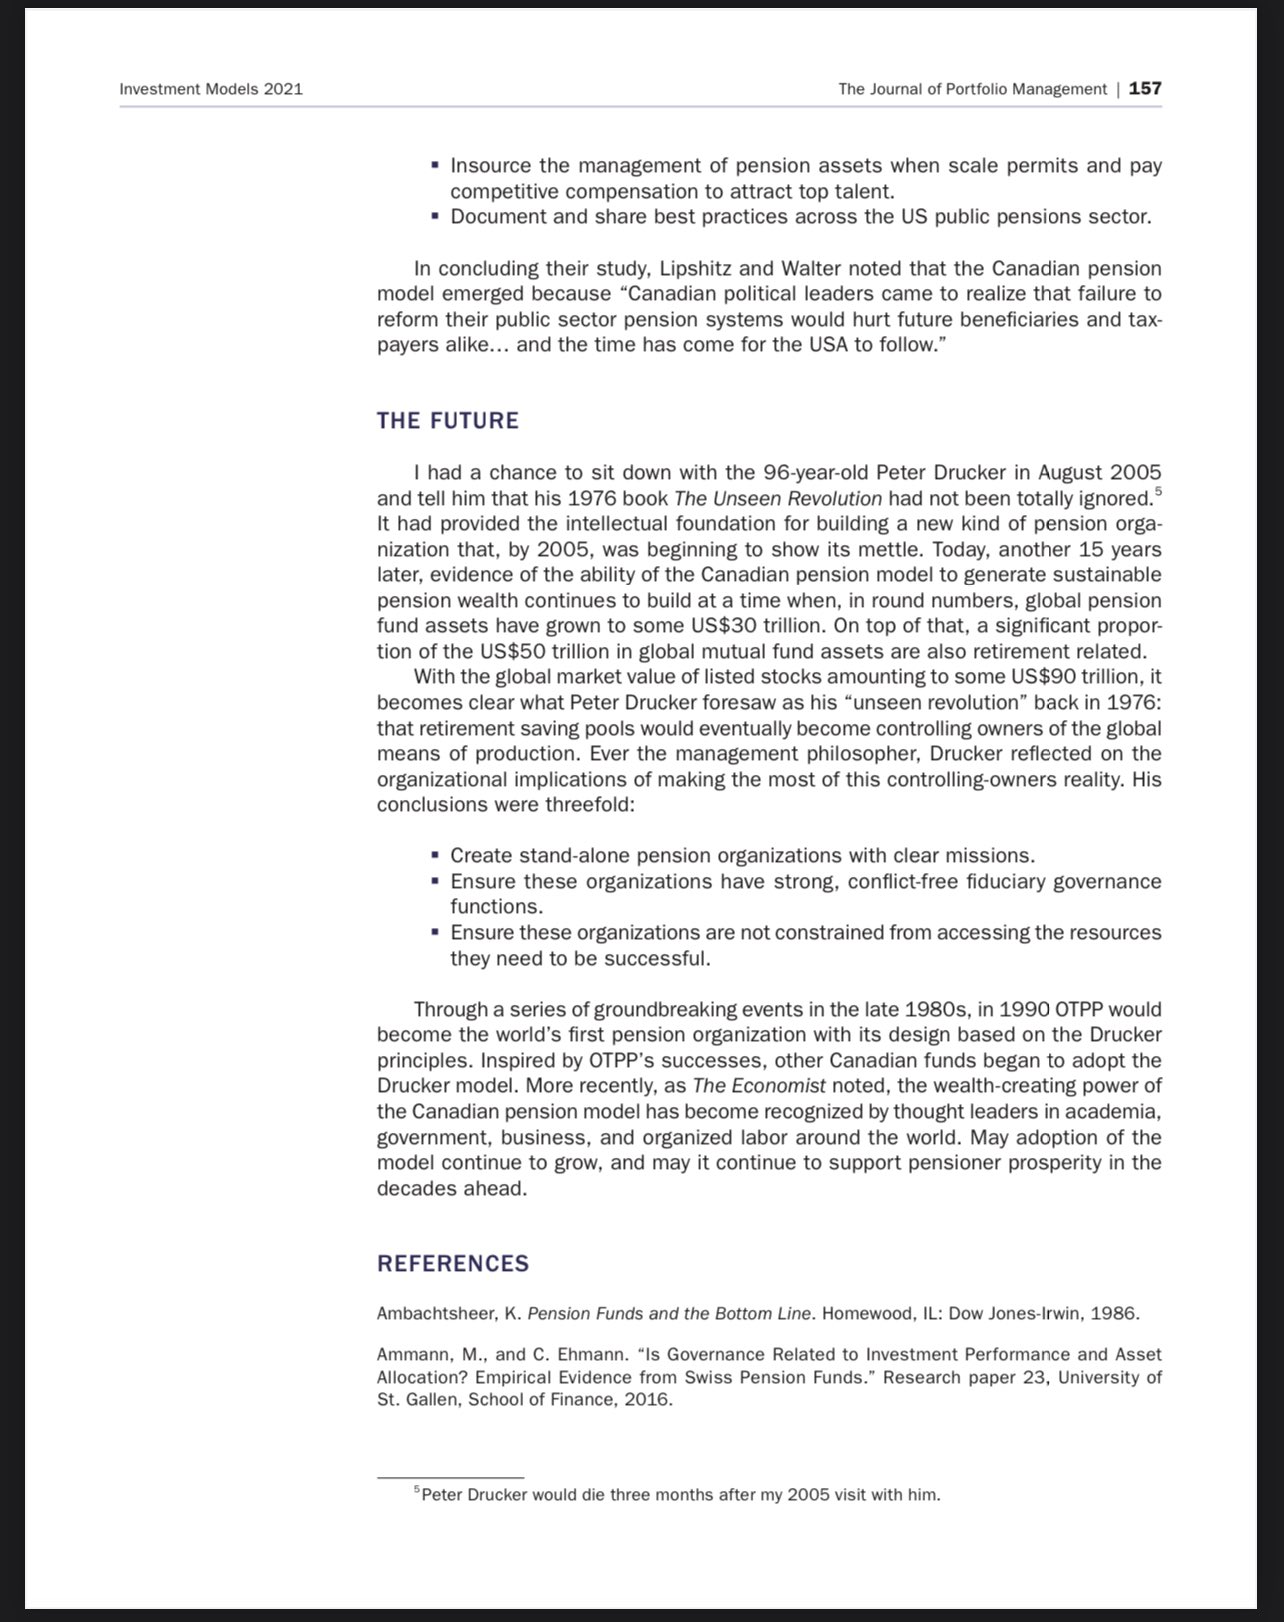 Investment Models 2021
The Journal of Portfolio Management | 157
▪ Insource the management of pension assets when scale permits and pay
competitive compensation to attract top talent.
▪ Document and share best practices across the US public pensions sector.
In concluding their study, Lipshitz and Walter noted that the Canadian pension
model emerged because “Canadian political leaders came to realize that failure to
reform their public sector pension systems would hurt future beneficiaries and tax-
payers alike… and the time has come for the USA to follow.”
THE FUTURE
I had a chance to sit down with the 96-year-old Peter Drucker in August 2005
and tell him that his 1976 book The Unseen Revolution had not been totally ignored.⁵
It had provided the intellectual foundation for building a new kind of pension orga-
nization that, by 2005, was beginning to show its mettle. Today, another 15 years
later, evidence of the ability of the Canadian pension model to generate sustainable
pension wealth continues to build at a time when, in round numbers, global pension
fund assets have grown to some US$30 trillion. On top of that, a significant propor-
tion of the US$50 trillion in global mutual fund assets are also retirement related.
With the global market value of listed stocks amounting to some US$90 trillion, it
becomes clear what Peter Drucker foresaw as his “unseen revolution” back in 1976:
that retirement saving pools would eventually become controlling owners of the global
means of production. Ever the management philosopher, Drucker reflected on the
organizational implications of making the most of this controlling-owners reality. His
conclusions were threefold:
▪ Create stand-alone pension organizations with clear missions.
▪ Ensure these organizations have strong, conflict-free fiduciary governance
functions.
▪ Ensure these organizations are not constrained from accessing the resources
they need to be successful.
Through a series of groundbreaking events in the late 1980s, in 1990 OTPP would
become the world’s first pension organization with its design based on the Drucker
principles. Inspired by OTPP’s successes, other Canadian funds began to adopt the
Drucker model. More recently, as The Economist noted, the wealth-creating power of
the Canadian pension model has become recognized by thought leaders in academia,
government, business, and organized labor around the world. May adoption of the
model continue to grow, and may it continue to support pensioner prosperity in the
decades ahead.
REFERENCES
Ambachtsheer, K. Pension Funds and the Bottom Line. Homewood, IL: Dow Jones-Irwin, 1986.
Ammann, M., and C. Ehmann. “Is Governance Related to Investment Performance and Asset
Allocation? Empirical Evidence from Swiss Pension Funds.” Research paper 23, University of
St. Gallen, School of Finance, 2016.
⁵Peter Drucker would die three months after my 2005 visit with him.